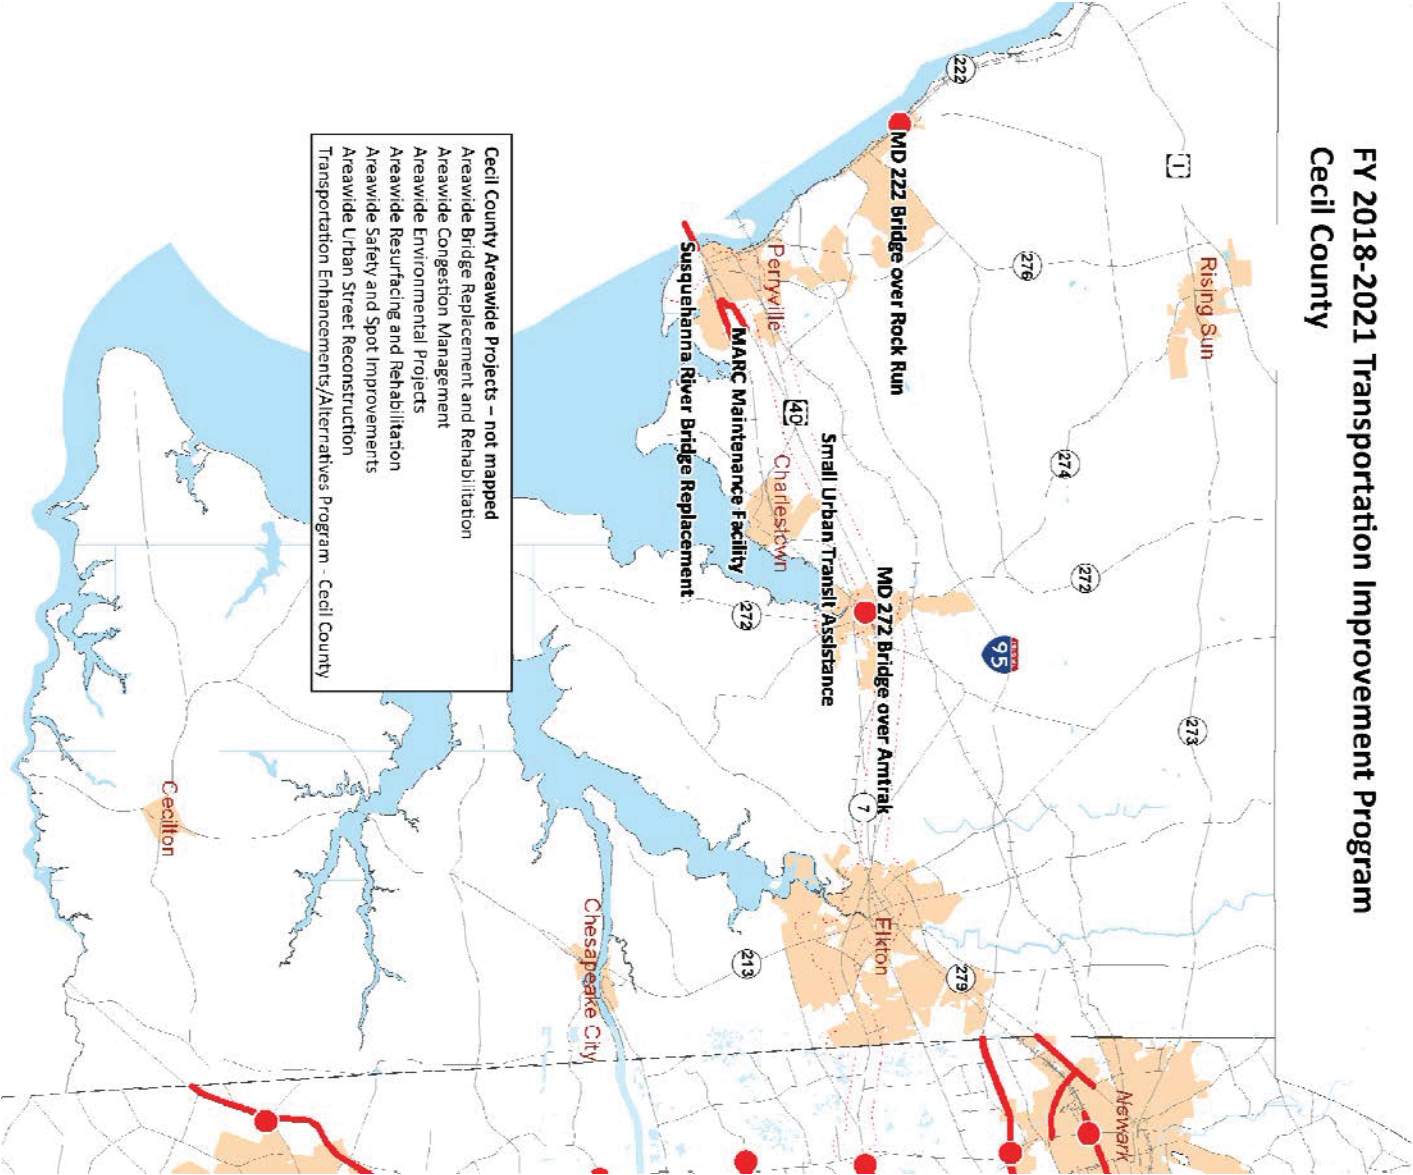 FY 2018-2021 Transportation Improvement Program
Cecil County
1
Rising Sun
273
222
276
274
272
95
MD 222 Bridge over Rock Run
MD 272 Bridge over Amtrak
7
Elkton
279
Newark
Perryville
40
Charlestown
Small Urban Transit Assistance
MARC Maintenance Facility
272
213
Susquehanna River Bridge Replacement
Chesapeake City
Cecil County Areawide Projects – not mapped
Areawide Bridge Replacement and Rehabilitation
Areawide Congestion Management
Areawide Environmental Projects
Areawide Resurfacing and Rehabilitation
Areawide Safety and Spot Improvements
Areawide Urban Street Reconstruction
Transportation Enhancements/Alternatives Program - Cecil County
Cecilton